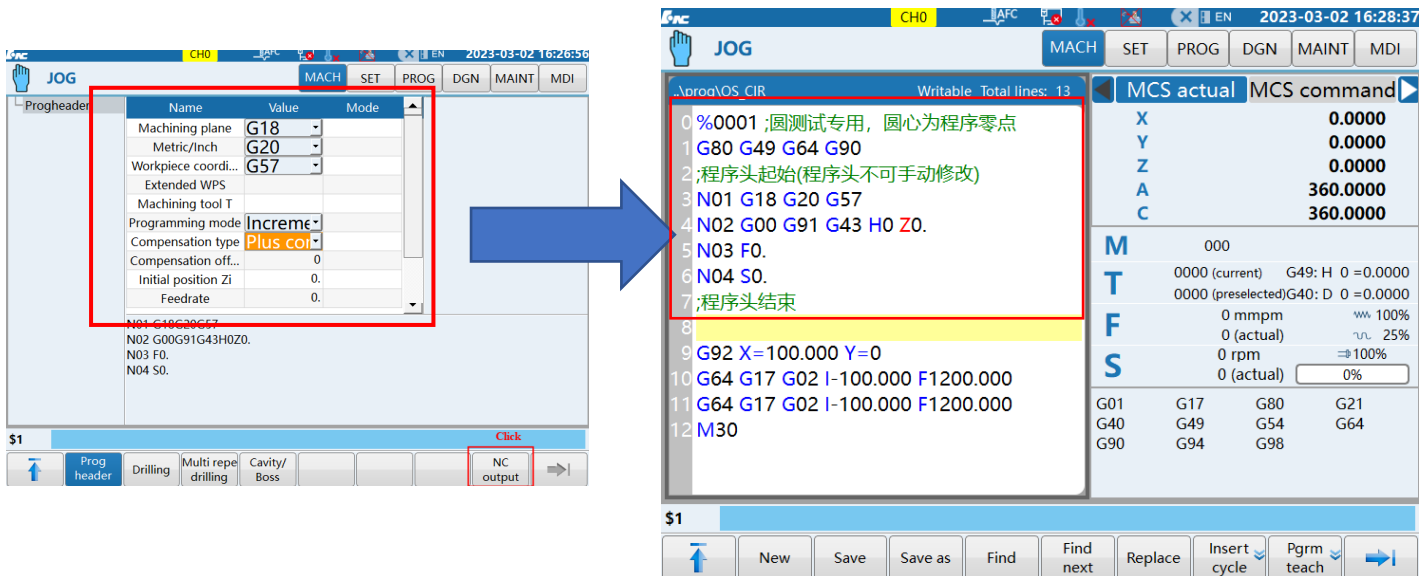 CH0 AFC EN 2023-03-02 16:26:56
JOG
MACH SET PROG DGN MAINT MDI
Progheader
Name Value Mode
Machining plane G18
Metric/Inch G20
Workpiece coordi... G57
Extended WPS
Machining tool T
Programming mode Increme
Compensation type Plus cor
Compensation off... 0
Initial position Zi 0.
Feedrate 0.
N01 G18G20G57
N02 G00G91G43H0Z0.
N03 F0.
N04 S0.
$1
Click
Prog header
Drilling
Multi repe drilling
Cavity/ Boss
NC output
CH0 AFC EN 2023-03-02 16:28:37
JOG
MACH SET PROG DGN MAINT MDI
..\prog\OS_CIR Writable Total lines: 13
0 %0001 ;圆测试专用，圆心为程序零点
1 G80 G49 G64 G90
2 ;程序头起始(程序头不可手动修改)
3 N01 G18 G20 G57
4 N02 G00 G91 G43 H0 Z0.
5 N03 F0.
6 N04 S0.
7 ;程序头结束
8
9 G92 X=100.000 Y=0
10 G64 G17 G02 I-100.000 F1200.000
11 G64 G17 G02 I-100.000 F1200.000
12 M30
MCS actual MCS command
X 0.0000
Y 0.0000
Z 0.0000
A 360.0000
C 360.0000
M 000
T 0000 (current) G49: H 0 =0.0000
0000 (preselected)G40: D 0 =0.0000
F 0 mmpm 100%
0 (actual) 25%
S 0 rpm 100%
0 (actual) 0%
G01 G17 G80 G21
G40 G49 G54 G64
G90 G94 G98
$1
New
Save
Save as
Find
Find next
Replace
Insert cycle
Pgrm teach